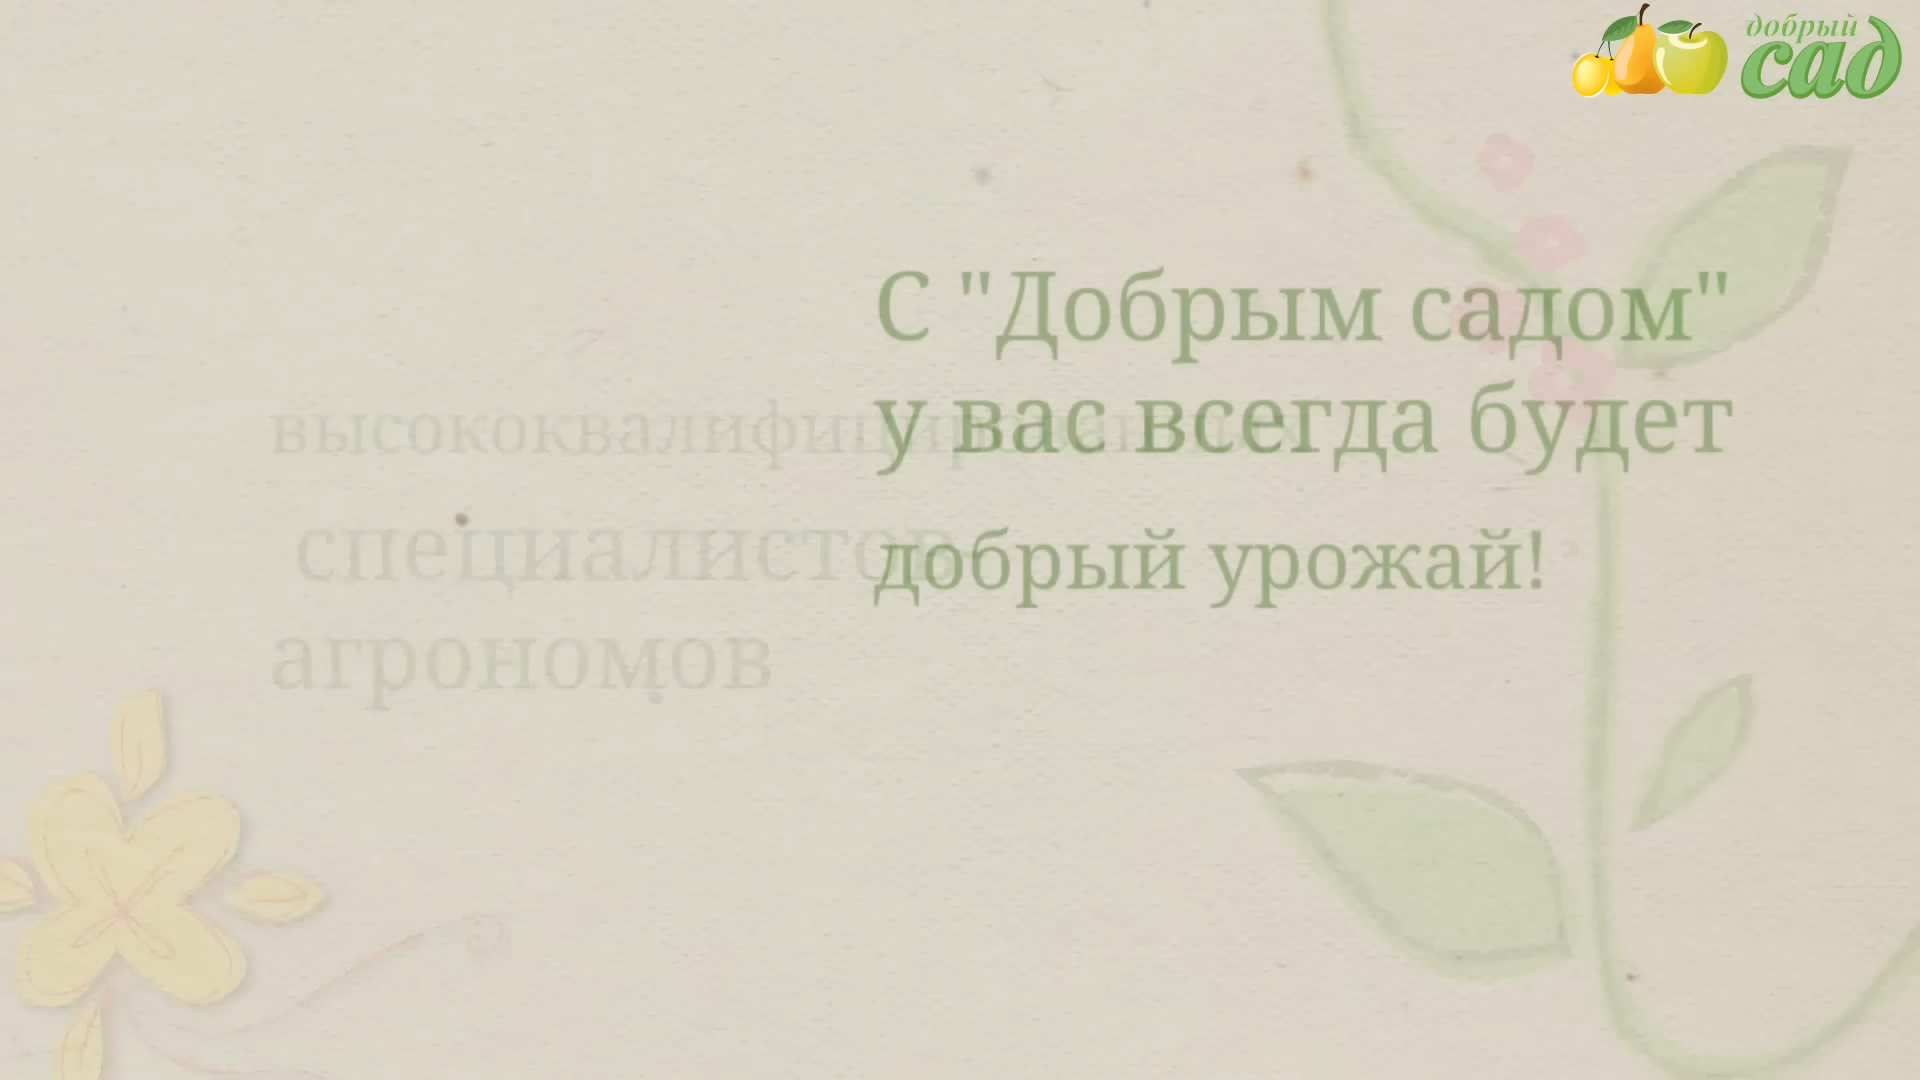 добрый
сад
С "Добрым садом"
у вас всегда будет
добрый урожай!
высококвалифицированных
специалистов
агрономов